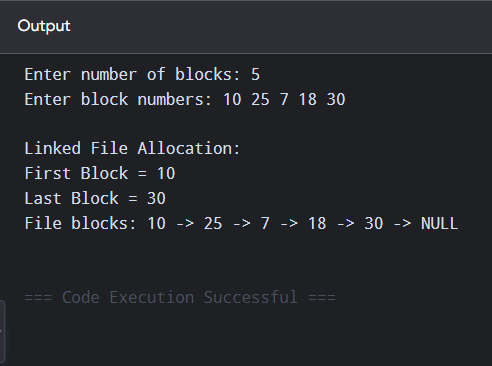 Output
Enter number of blocks: 5
Enter block numbers: 10 25 7 18 30
Linked File Allocation:
First Block = 10
Last Block = 30
File blocks: 10 -> 25 -> 7 -> 18 -> 30 -> NULL
=== Code Execution Successful ===